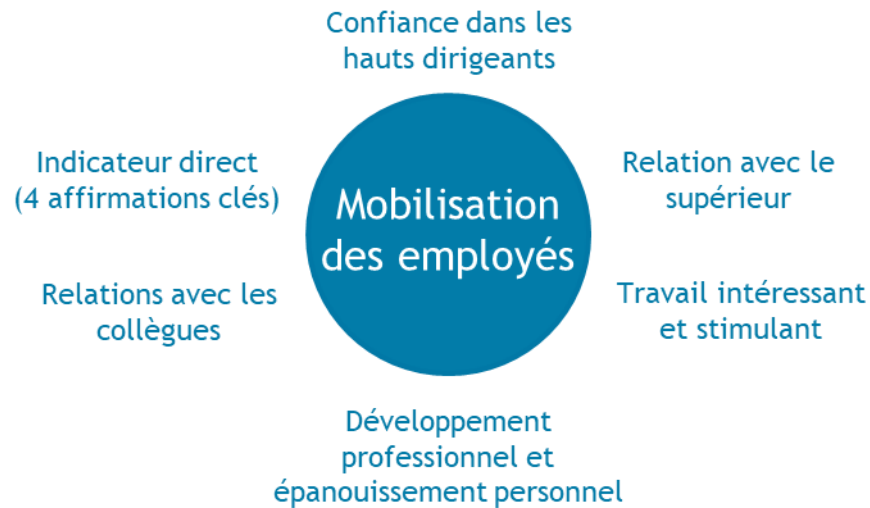 Confiance dans les
hauts dirigeants
Indicateur direct
(4 affirmations clés)
Relation avec le
supérieur
Mobilisation
des employés
Relations avec les
collègues
Travail intéressant
et stimulant
Développement
professionnel et
épanouissement personnel